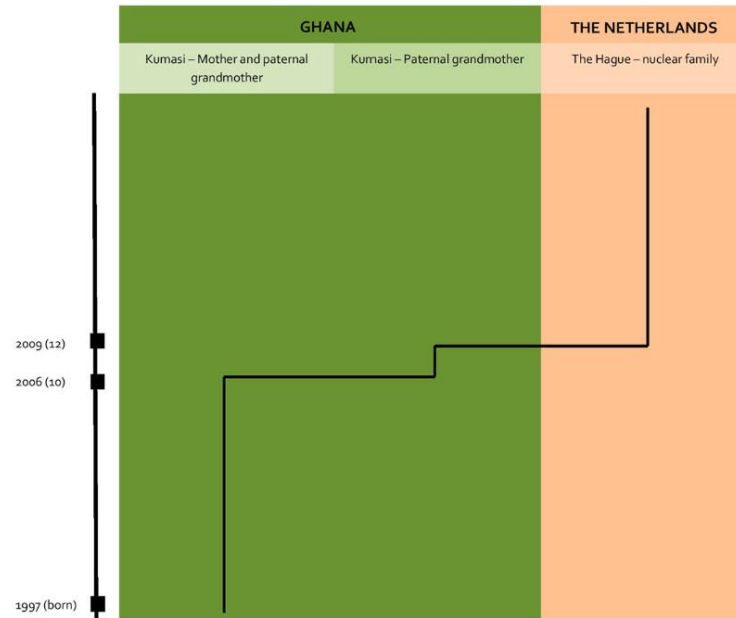 GHANA
THE NETHERLANDS
Kumasi – Mother and paternal
grandmother
Kumasi – Paternal grandmother
The Hague – nuclear family
2009 (12)
2006 (10)
1997 (born)